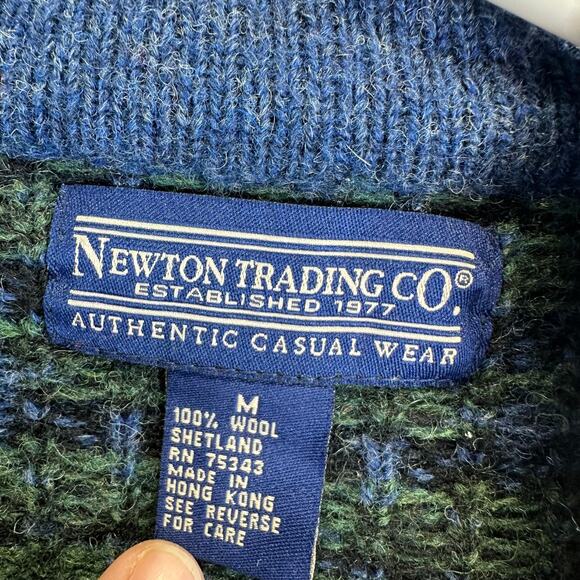 NEWTON TRADING CO.®
ESTABLISHED 1977
AUTHENTIC CASUAL WEAR
M
100% WOOL
SHETLAND
RN 75343
MADE IN
HONG KONG
SEE REVERSE
FOR CARE